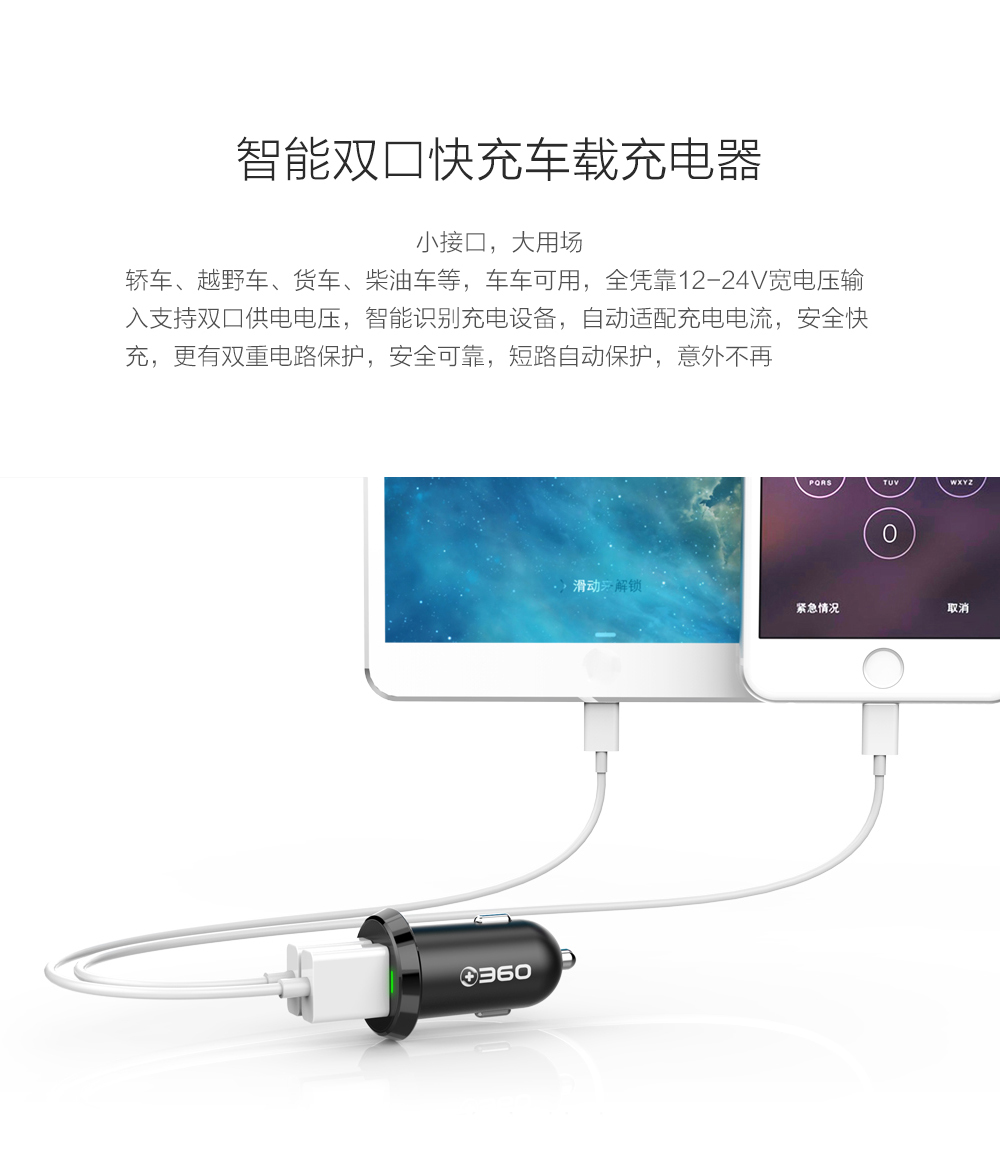 智能双口快充车载充电器
小接口，大用场
轿车、越野车、货车、柴油车等，车车可用，全凭靠12-24V宽电压输
入支持双口供电电压，智能识别充电设备，自动适配充电电流，安全快
充，更有双重电路保护，安全可靠，短路自动保护，意外不再
PQRS TUV WXYZ
0
滑动来解锁
紧急情况 取消
360